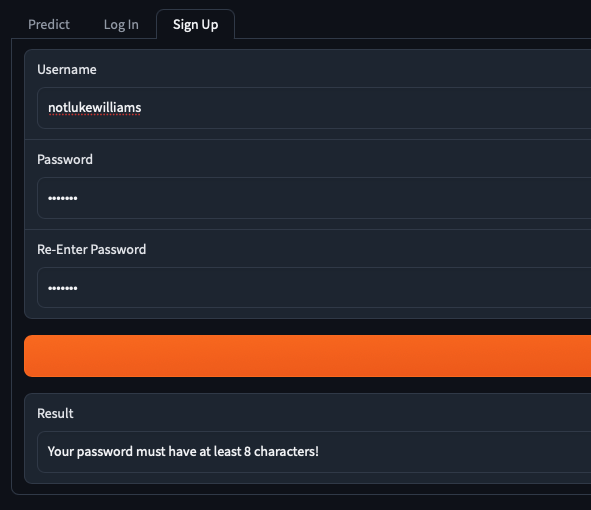 Predict Log In Sign Up
Username
notlukewilliams
Password
•••••••
Re-Enter Password
•••••••
Result
Your password must have at least 8 characters!